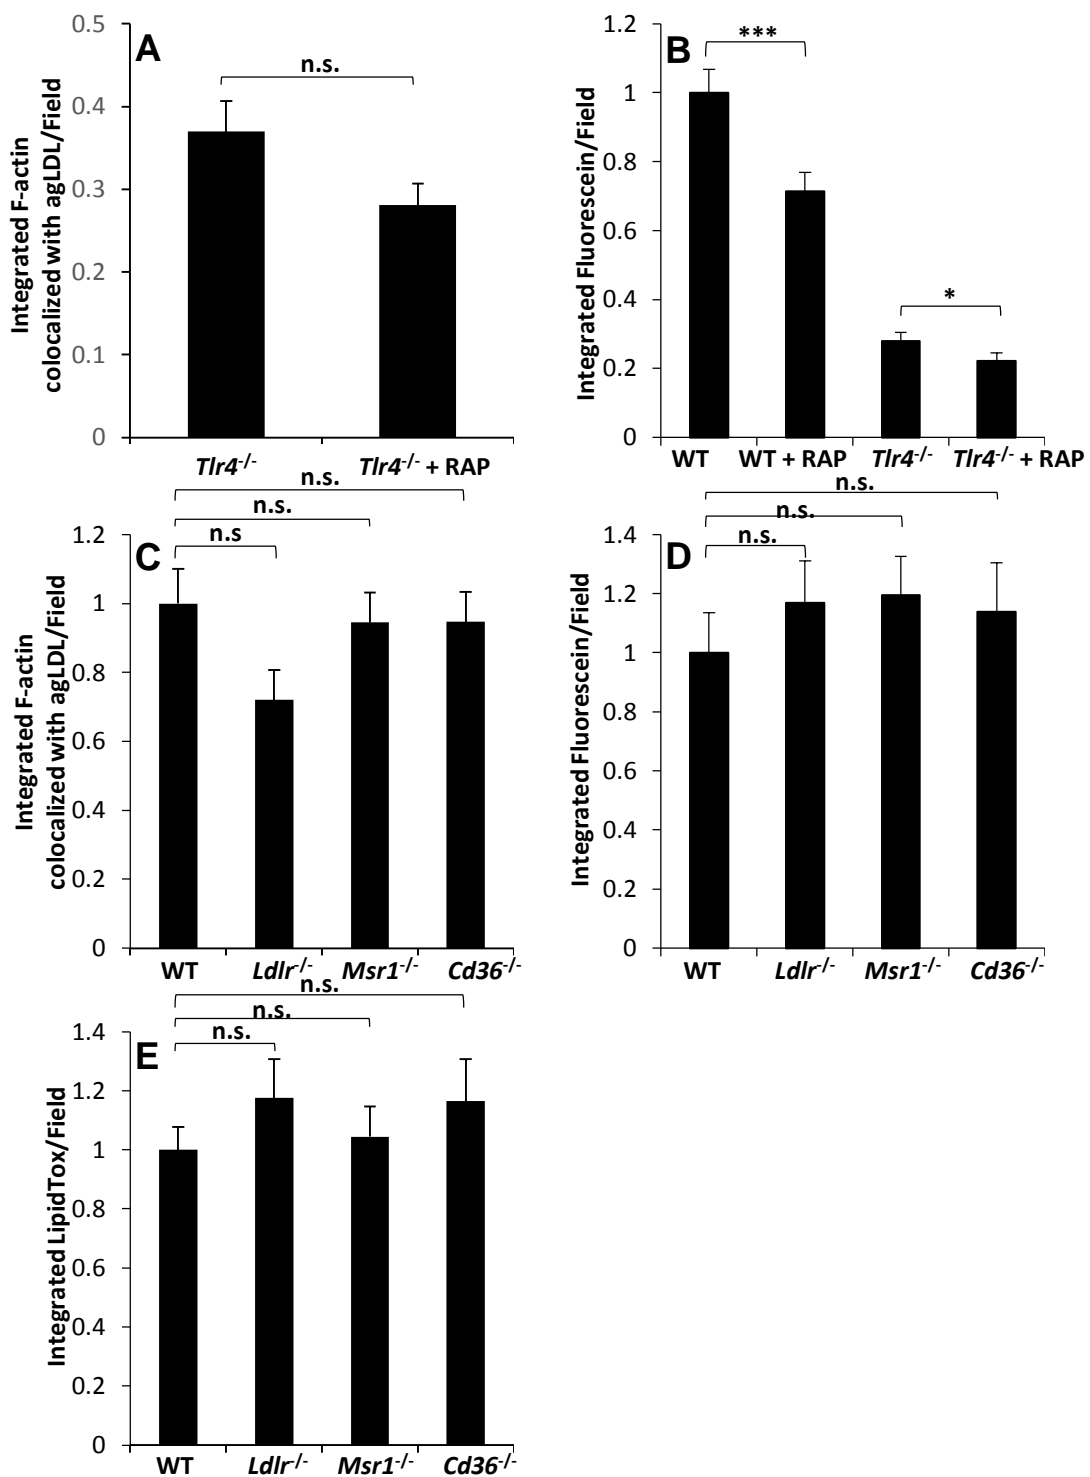 A
n.s.
Integrated F-actin
colocalized with agLDL/Field
0.5
0.4
0.3
0.2
0.1
0
Tlr4-/-
Tlr4-/- + RAP
B
***
*
Integrated Fluorescein/Field
1.2
1
0.8
0.6
0.4
0.2
0
WT
WT + RAP
Tlr4-/-
Tlr4-/- + RAP
C
n.s.
n.s.
n.s
Integrated F-actin
colocalized with agLDL/Field
1.2
1
0.8
0.6
0.4
0.2
0
WT
Ldlr-/-
Msr1-/-
Cd36-/-
D
n.s.
n.s.
n.s.
Integrated Fluorescein/Field
1.4
1.2
1
0.8
0.6
0.4
0.2
0
WT
Ldlr-/-
Msr1-/-
Cd36-/-
E
n.s.
n.s.
n.s.
Integrated LipidTox/Field
1.4
1.2
1
0.8
0.6
0.4
0.2
0
WT
Ldlr-/-
Msr1-/-
Cd36-/-